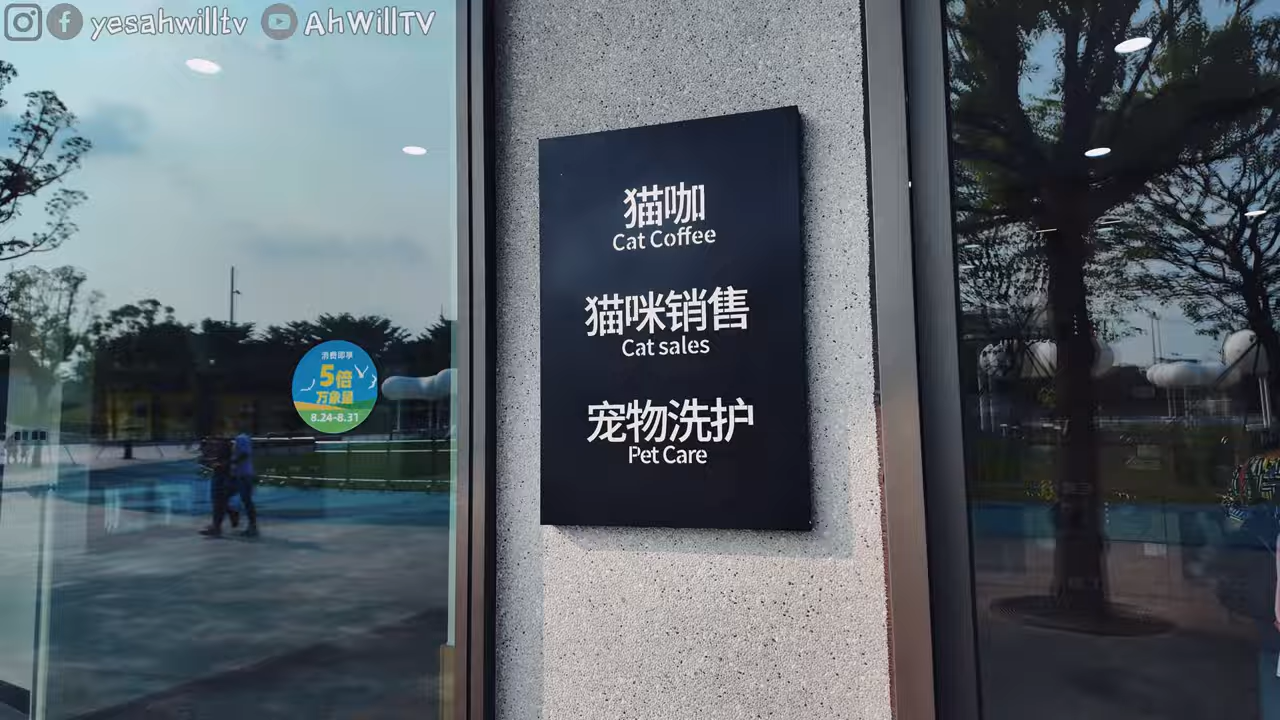 yesahwilltv AhWillTV
猫咖
Cat Coffee
猫咪销售
Cat sales
宠物洗护
Pet Care
消费即享
5倍
万象星
8.24-8.31